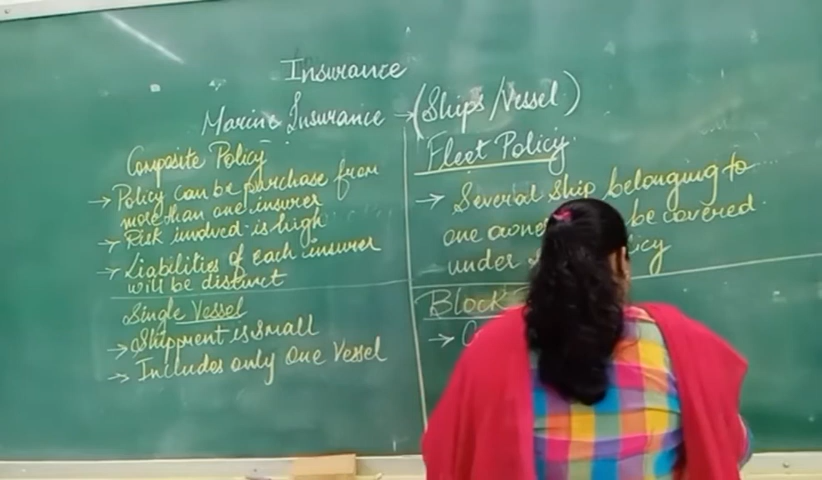 Insurance
Marine Insurance → (Ships/Vessel)
Composite Policy
→ Policy can be purchase from
more than one insurer
→ Risk involved is high
→ Liabilities of each insurer
will be distinct
Single Vessel
→ Shipment is small
→ Includes only one Vessel
Fleet Policy
→ Several ship belonging to
one be covered
under
Block
→